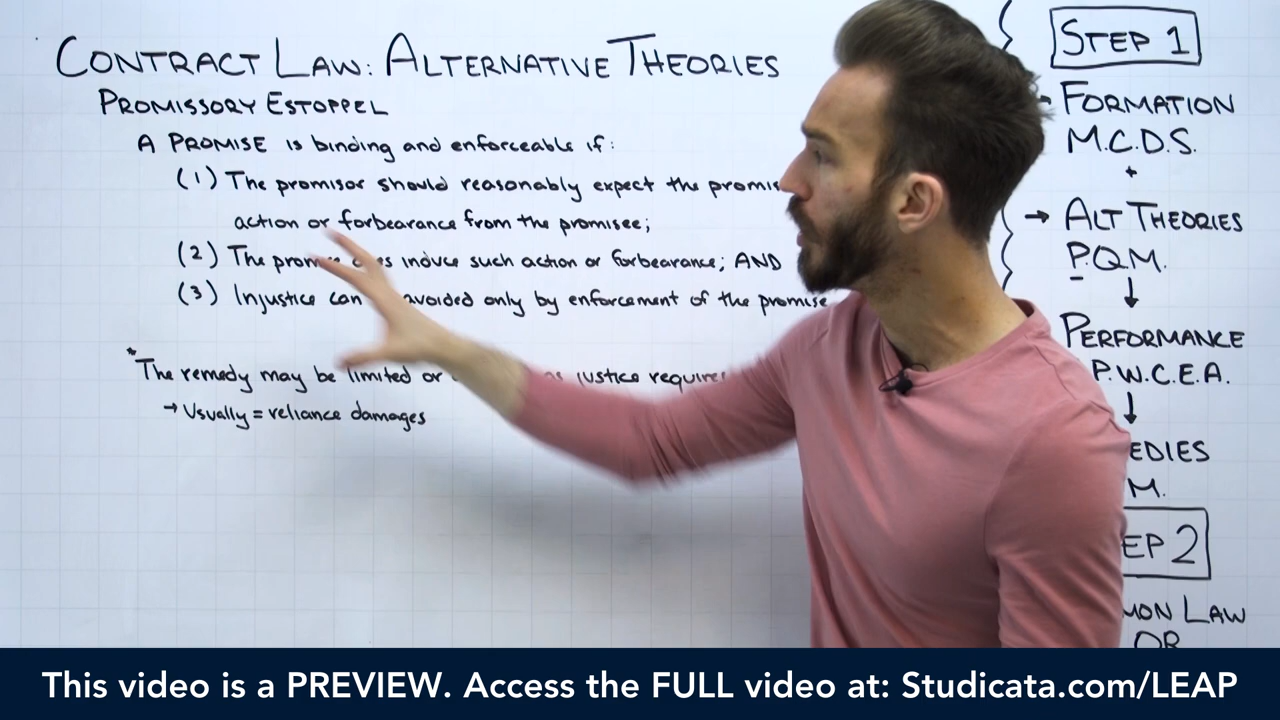 CONTRACT LAW: ALTERNATIVE THEORIES
PROMISSORY ESTOPPEL
A PROMISE is binding and enforceable if:
(1) The promisor should reasonably expect the
action or forbearance from the promisee;
(2) The induce such action or forbearance; AND
(3) Injustice can avoided only by enforcement of the promise
*The remedy may be limited or justice
→ Usually = reliance damages
STEP 1
FORMATION
M.C.D.S.
+
→ ALT THEORIES
P.Q.M.
↓
PERFORMANCE
P.W.C.E.A.
↓
M.
2
LAW
OR
This video is a PREVIEW. Access the FULL video at: Studicata.com/LEAP